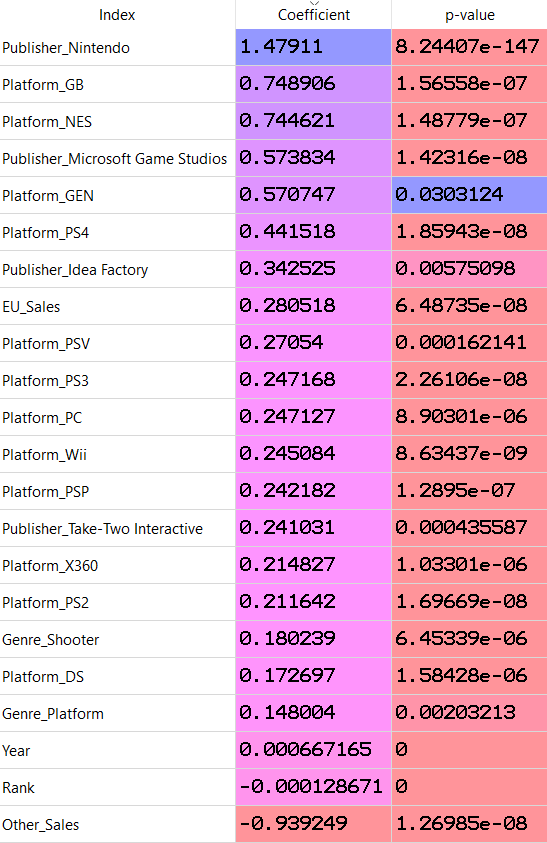 Index Coefficient p-value
Publisher_Nintendo 1.47911 8.24407e-147
Platform_GB 0.748906 1.56558e-07
Platform_NES 0.744621 1.48779e-07
Publisher_Microsoft Game Studios 0.573834 1.42316e-08
Platform_GEN 0.570747 0.0303124
Platform_PS4 0.441518 1.85943e-08
Publisher_Idea Factory 0.342525 0.00575098
EU_Sales 0.280518 6.48735e-08
Platform_PSV 0.27054 0.000162141
Platform_PS3 0.247168 2.26106e-08
Platform_PC 0.247127 8.90301e-06
Platform_Wii 0.245084 8.63437e-09
Platform_PSP 0.242182 1.2895e-07
Publisher_Take-Two Interactive 0.241031 0.000435587
Platform_X360 0.214827 1.03301e-06
Platform_PS2 0.211642 1.69669e-08
Genre_Shooter 0.180239 6.45339e-06
Platform_DS 0.172697 1.58428e-06
Genre_Platform 0.148004 0.00203213
Year 0.000667165 0
Rank -0.000128671 0
Other_Sales -0.939249 1.26985e-08